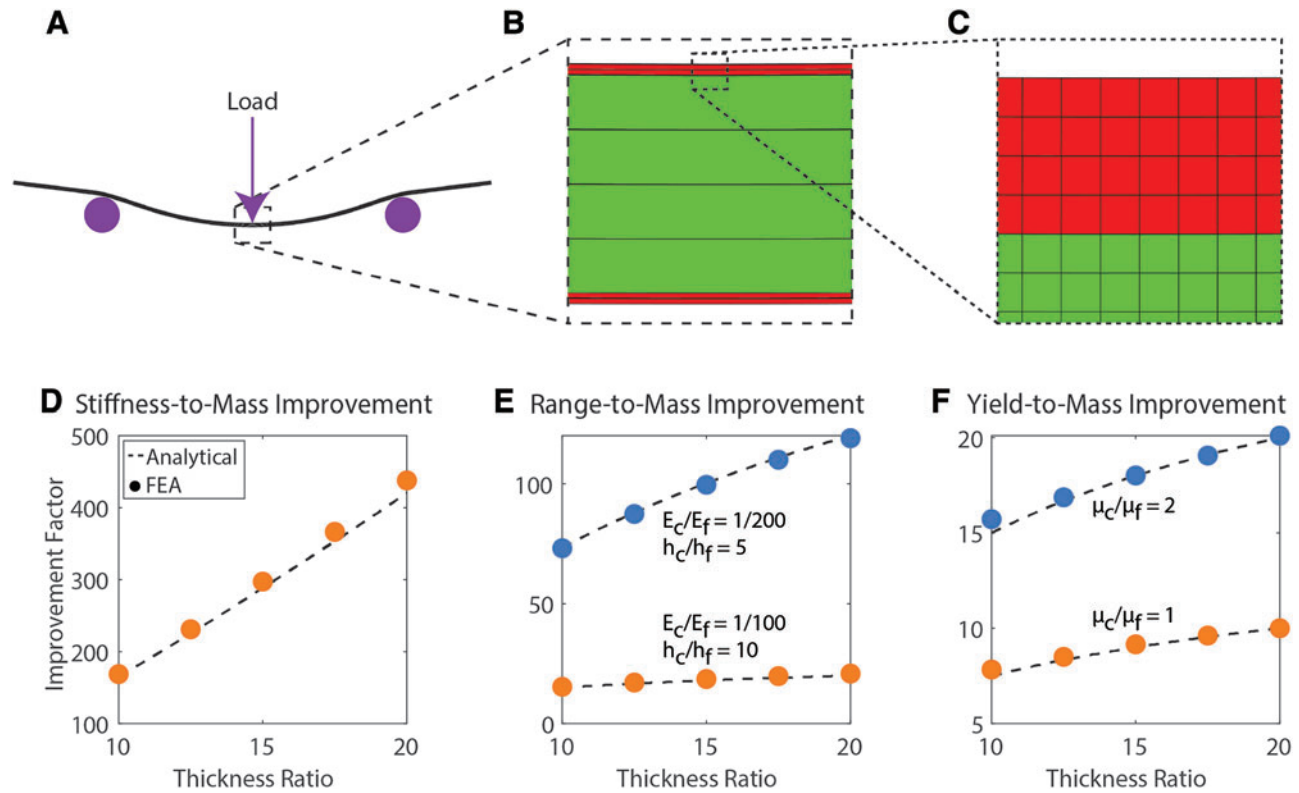 A
B
C
Load
D Stiffness-to-Mass Improvement
500
400
300
200
100
Improvement Factor
Analytical
FEA
10
15
20
Thickness Ratio
E Range-to-Mass Improvement
100
50
0
E_c/E_f = 1/200
h_c/h_f = 5
E_c/E_f = 1/100
h_c/h_f = 10
10
15
20
Thickness Ratio
F Yield-to-Mass Improvement
20
15
10
5
μ_c/μ_f = 2
μ_c/μ_f = 1
10
15
20
Thickness Ratio